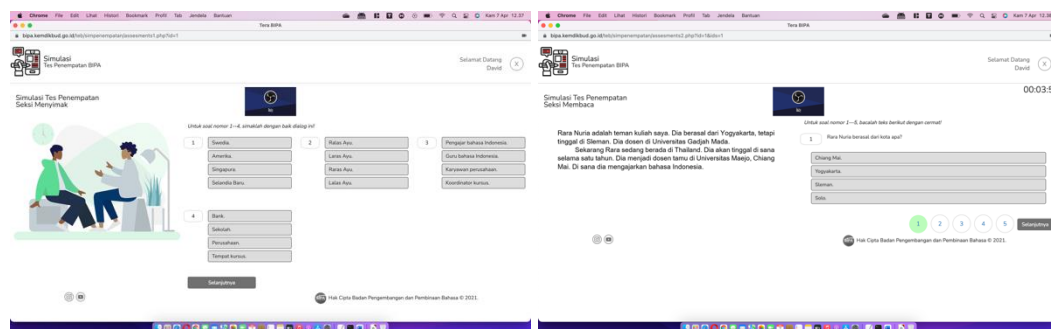 Chrome File Edit Lihat Histori Bookmark Profil Tab Jendela Bantuan
Kam 7 Apr 12.37
Tera BIPA
Simulasi
Tes Penempatan BIPA
Selamat Datang
David
X
Simulasi Tes Penempatan
Seksi Menyimak
Untuk soal nomor 1—4, simaklah dengan baik dialog ini!
1
Swedia.
Amerika.
Singapura.
Selandia Baru.
2
Ralas Ayu.
Laras Ayu.
Raras Ayu.
Lalas Ayu.
3
Pengajar bahasa Indonesia.
Guru bahasa Indonesia.
Karyawan perusahaan.
Koordinator kursus.
4
Bank.
Sekolah.
Perusahaan.
Tempat kursus.
Selanjutnya
Hak Cipta Badan Pengembangan dan Pembinaan Bahasa © 2021.
Chrome File Edit Lihat Histori Bookmark Profil Tab Jendela Bantuan
Kam 7 Apr
Tera BIPA
Simulasi
Tes Penempatan BIPA
Selamat Datang
David
X
00:03:5
Simulasi Tes Penempatan
Seksi Membaca
Rara Nuria adalah teman kuliah saya. Dia berasal dari Yogyakarta, tetapi
tinggal di Sleman. Dia dosen di Universitas Gadjah Mada.
Sekarang Rara sedang berada di Thailand. Dia akan tinggal di sana
selama satu tahun. Dia menjadi dosen tamu di Universitas Maejo, Chiang
Mai. Di sana dia mengajarkan bahasa Indonesia.
Untuk soal nomor 1—5, bacalah teks berikut dengan cermat!
1 Rara Nuria berasal dari kota apa?
Chiang Mai.
Yogyakarta.
Sleman.
Solo.
1 2 3 4 5 Selanjutnya
Hak Cipta Badan Pengembangan dan Pembinaan Bahasa © 2021.